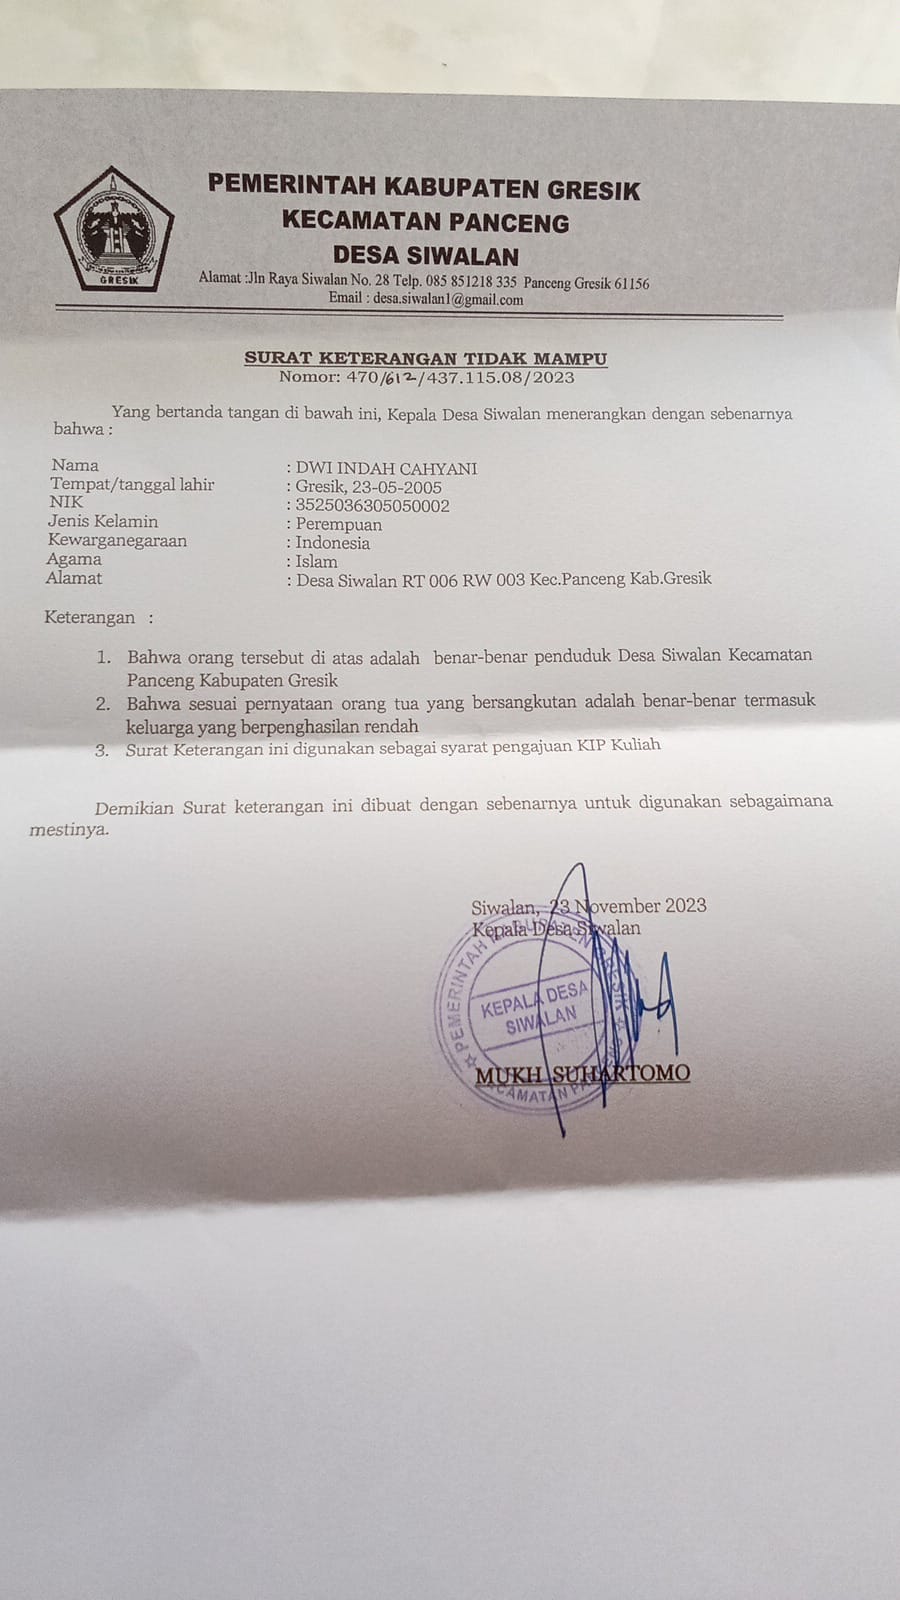 GRESIK
PEMERINTAH KABUPATEN GRESIK
KECAMATAN PANCENG
DESA SIWALAN
Alamat :Jln Raya Siwalan No. 28 Telp. 085 851218 335 Panceng Gresik 61156
Email : desa.siwalan1@gmail.com
SURAT KETERANGAN TIDAK MAMPU
Nomor: 470/612/437.115.08/2023
Yang bertanda tangan di bawah ini, Kepala Desa Siwalan menerangkan dengan sebenarnya
bahwa :
Nama : DWI INDAH CAHYANI
Tempat/tanggal lahir : Gresik, 23-05-2005
NIK : 3525036305050002
Jenis Kelamin : Perempuan
Kewarganegaraan : Indonesia
Agama : Islam
Alamat : Desa Siwalan RT 006 RW 003 Kec.Panceng Kab.Gresik
Keterangan :
1. Bahwa orang tersebut di atas adalah benar-benar penduduk Desa Siwalan Kecamatan
Panceng Kabupaten Gresik
2. Bahwa sesuai pernyataan orang tua yang bersangkutan adalah benar-benar termasuk
keluarga yang berpenghasilan rendah
3. Surat Keterangan ini digunakan sebagai syarat pengajuan KIP Kuliah
Demikian Surat keterangan ini dibuat dengan sebenarnya untuk digunakan sebagaimana
mestinya.
Siwalan, 23 November 2023
Kepala Desa Siwalan
PEMERINTAH
KEPALA DESA
SIWALAN
MUKH SUHARTOMO